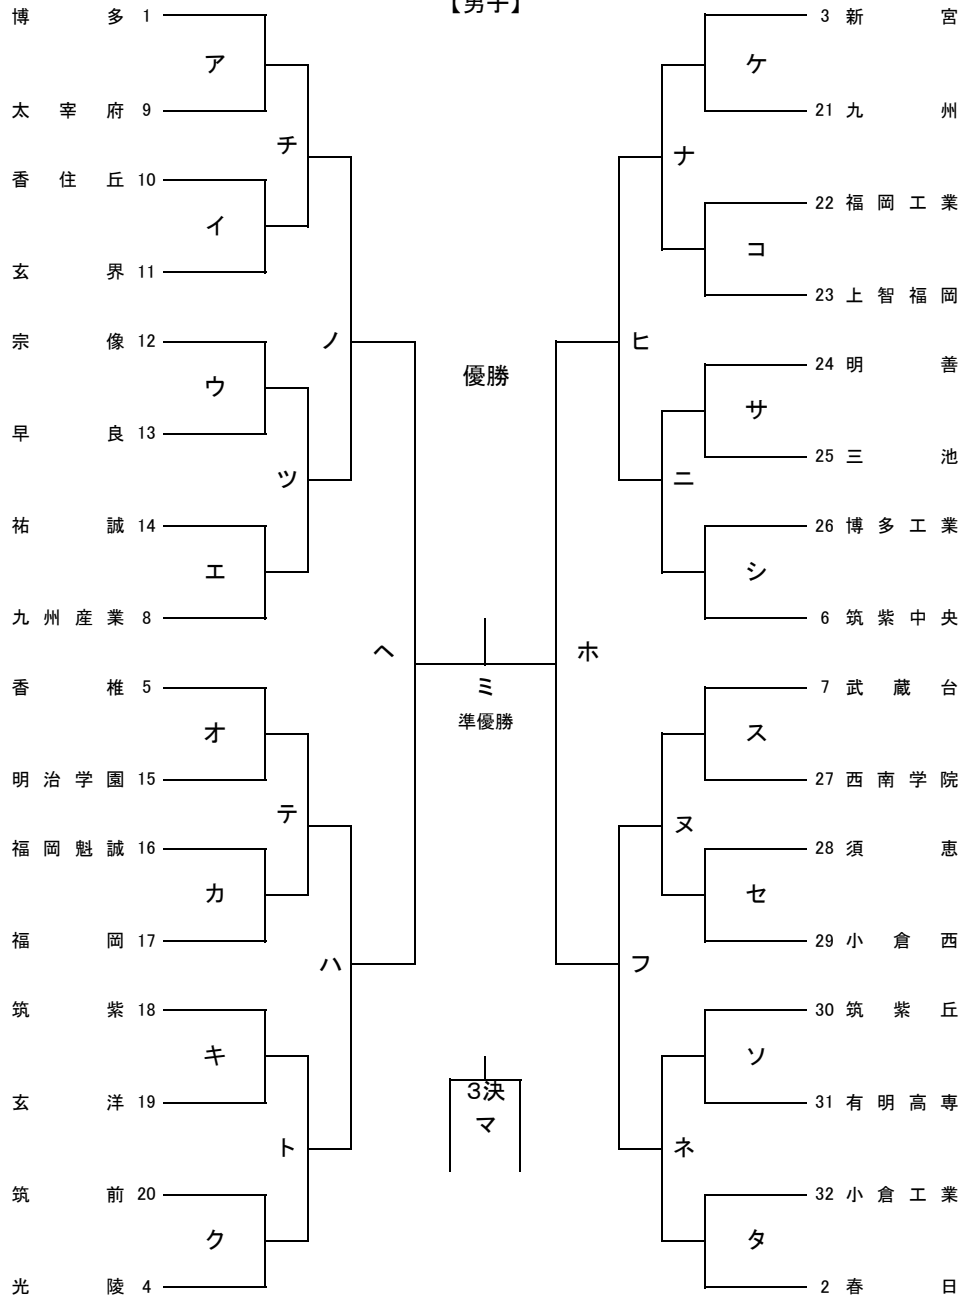 【男子】
博多 1
3 新宮
ア
ケ
太宰府 9
21 九州
チ
ナ
香住丘 10
22 福岡工業
イ
コ
玄界 11
23 上智福岡
宗像 12
ノ
ヒ
24 明善
優勝
ウ
サ
早良 13
25 三池
ツ
ニ
祐誠 14
26 博多工業
エ
シ
九州産業 8
6 筑紫中央
ヘ
ホ
香椎 5
ミ
7 武蔵台
準優勝
オ
ス
明治学園 15
27 西南学院
テ
ヌ
福岡魁誠 16
28 須恵
カ
セ
福岡 17
29 小倉西
ハ
フ
筑紫 18
30 筑紫丘
キ
ソ
3決
玄洋 19
31 有明高専
マ
ト
ネ
筑前 20
32 小倉工業
ク
タ
光陵 4
2 春日